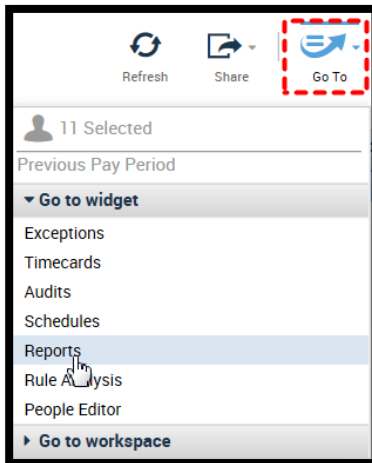 Refresh Share Go To
11 Selected
Previous Pay Period
Go to widget
Exceptions
Timecards
Audits
Schedules
Reports
Rule Analysis
People Editor
Go to workspace